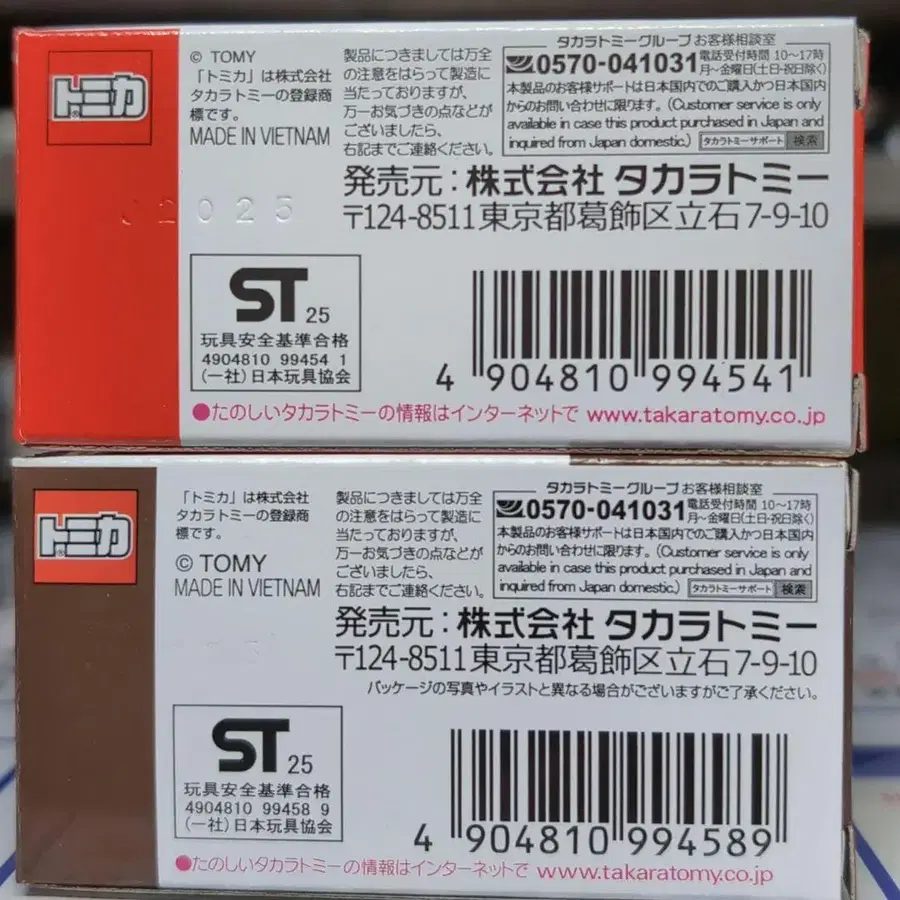 トミカ
®
© TOMY
「トミカ」は株式会社
タカラトミーの登録商
標です。
MADE IN VIETNAM
製品につきましては万全
の注意をはらって製造に
当たっておりますが、
万一お気づきの点などが
ございましたら、
右記までご連絡ください。
タカラトミーグループ お客様相談室
0570-041031 電話受付時間 10〜17時
月〜金曜日(土・日・祝日除く)
本製品のお客様サポートは日本国内でのご購入かつ日本国内
からのお問い合わせに限ります。(Customer service is only
available in case this product purchased in Japan and
inquired from Japan domestic.) タカラトミーサポート 検索
発売元：株式会社 タカラトミー
〒124-8511 東京都葛飾区立石7-9-10
J2025
ST 25
玩具安全基準合格
4904810 99454 1
(一社)日本玩具協会
4 904810 994541
●たのしいタカラトミーの情報はインターネットで www.takaratomy.co.jp
トミカ
®
「トミカ」は株式会社
タカラトミーの登録商
標です。
© TOMY
MADE IN VIETNAM
製品につきましては万全
の注意をはらって製造に
当たっておりますが、
万一お気づきの点などが
ございましたら、
右記までご連絡ください。
タカラトミーグループ お客様相談室
0570-041031 電話受付時間 10〜17時
月〜金曜日(土・日・祝日除く)
本製品のお客様サポートは日本国内でのご購入かつ日本国内
からのお問い合わせに限ります。(Customer service is only
available in case this product purchased in Japan and
inquired from Japan domestic.) タカラトミーサポート 検索
発売元：株式会社 タカラトミー
〒124-8511 東京都葛飾区立石7-9-10
パッケージの写真やイラストと異なる場合がございますがご了承ください。
ST 25
玩具安全基準合格
4904810 99458 9
(一社)日本玩具協会
4 904810 994589
●たのしいタカラトミーの情報はインターネットで www.takaratomy.co.jp